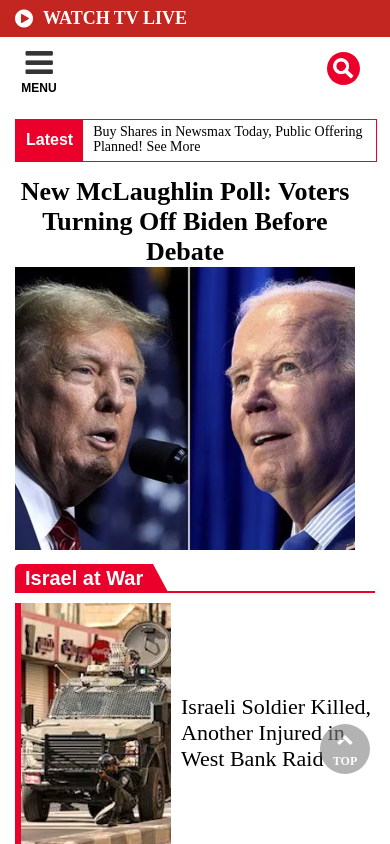 WATCH TV LIVE
MENU
Latest
Buy Shares in Newsmax Today, Public Offering
Planned! See More
New McLaughlin Poll: Voters
Turning Off Biden Before
Debate
Israel at War
Israeli Soldier Killed,
Another Injured in
West Bank Raid
TOP